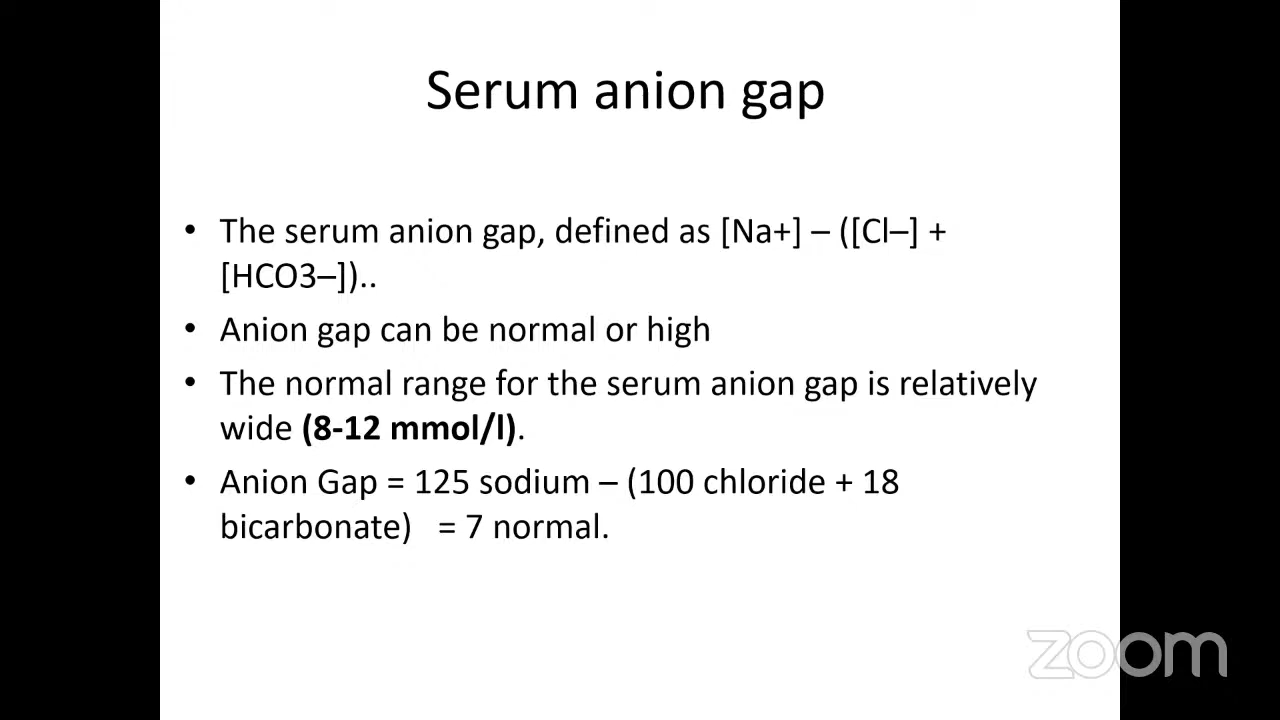 Serum anion gap
• The serum anion gap, defined as [Na+] – ([Cl–] +
[HCO3–])..
• Anion gap can be normal or high
• The normal range for the serum anion gap is relatively
wide (8-12 mmol/l).
• Anion Gap = 125 sodium – (100 chloride + 18
bicarbonate)   = 7 normal.
zoom